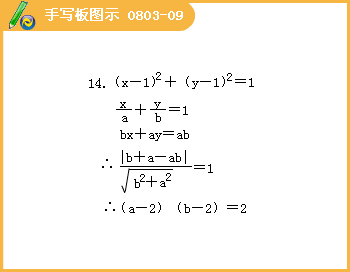 手写板图示 0803-09
14. (x－1)²＋ (y－1)²＝1
x/a＋y/b＝1
bx＋ay＝ab
∴ |b＋a－ab|/√(b²＋a²)＝1
∴(a－2) (b－2) ＝2